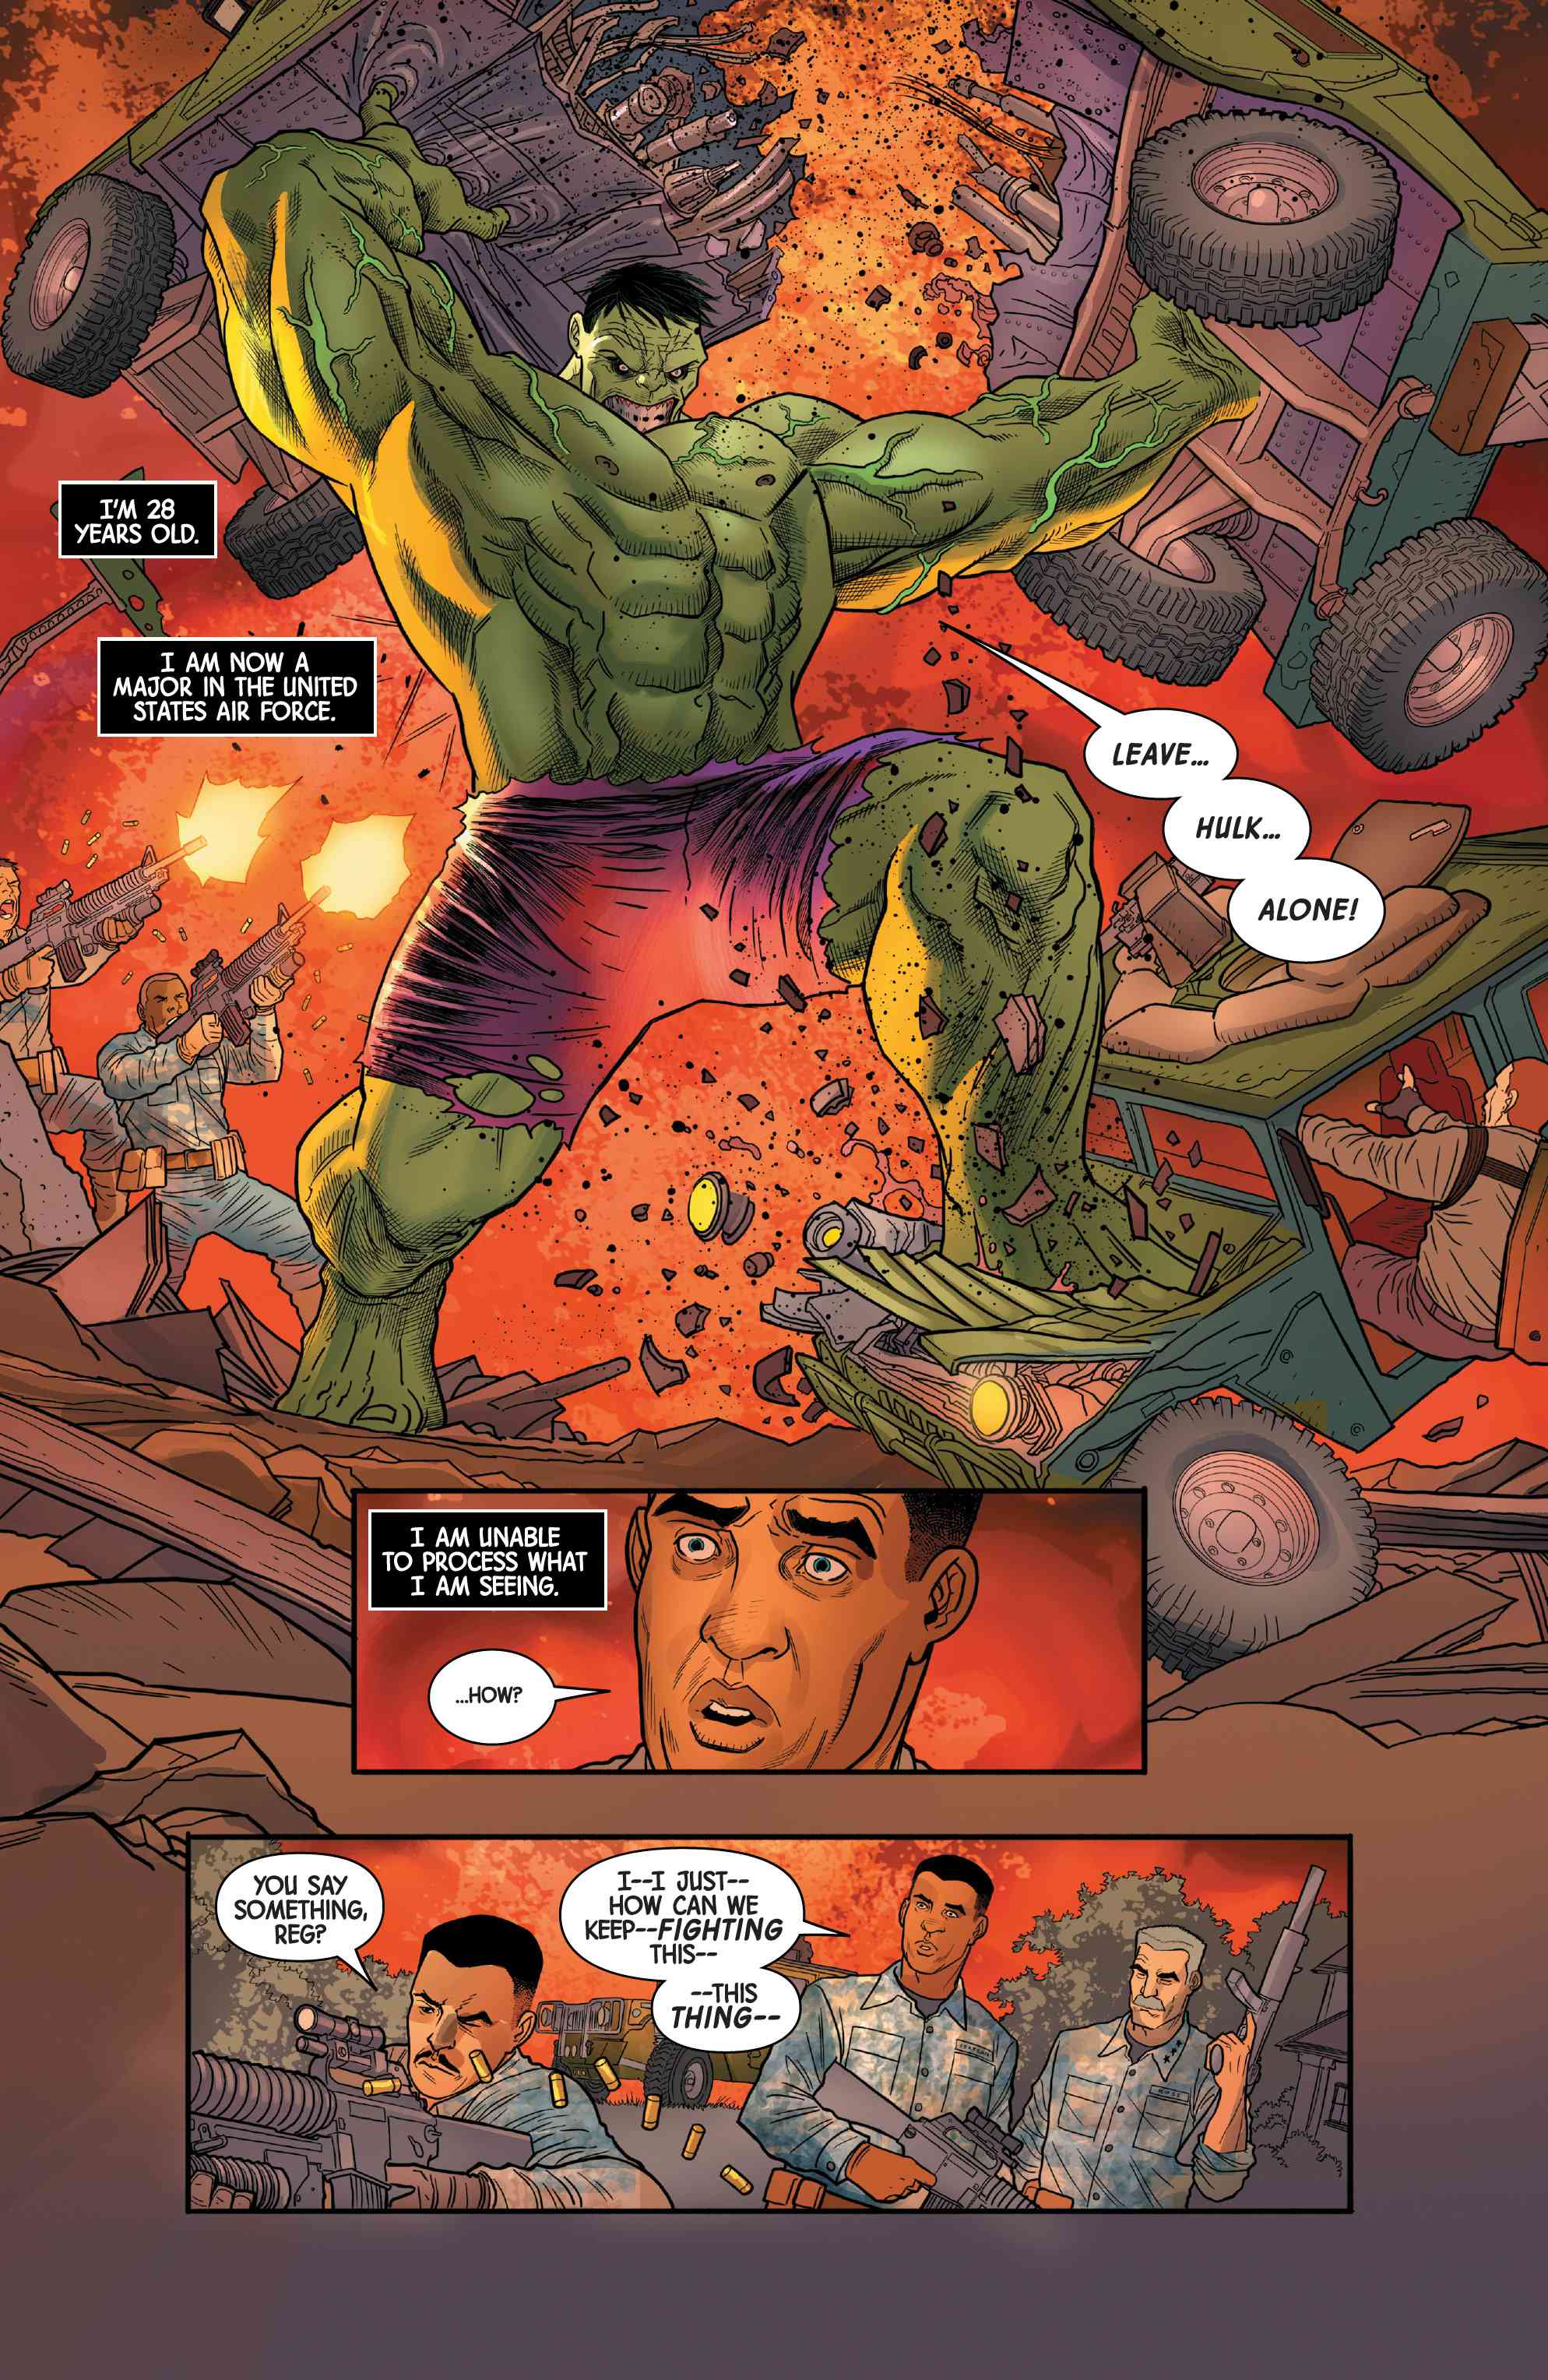 I'M 28
YEARS OLD.
I AM NOW A
MAJOR IN THE UNITED
STATES AIR FORCE.
LEAVE...
HULK...
ALONE!
I AM UNABLE
TO PROCESS WHAT
I AM SEEING.
...HOW?
YOU SAY
SOMETHING,
REG?
I--I JUST--
HOW CAN WE
KEEP--FIGHTING
THIS--
--THIS
THING--
ROSS